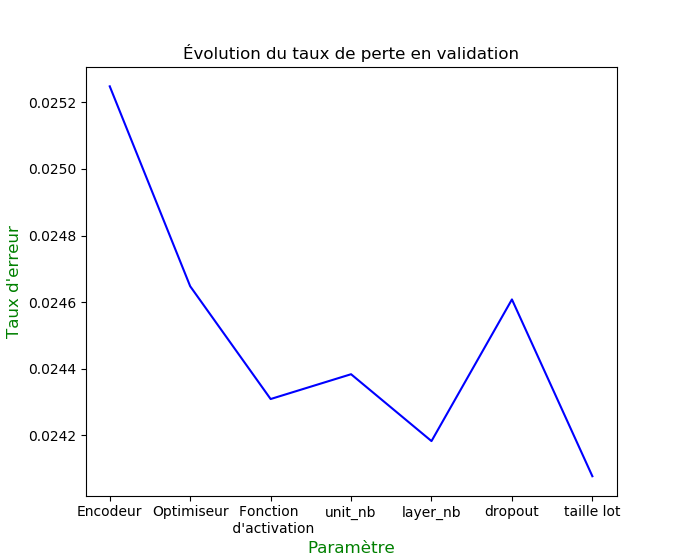 Évolution du taux de perte en validation
Taux d'erreur
0.0252
0.0250
0.0248
0.0246
0.0244
0.0242
Encodeur
Optimiseur
Fonction
d'activation
unit_nb
layer_nb
dropout
taille lot
Paramètre